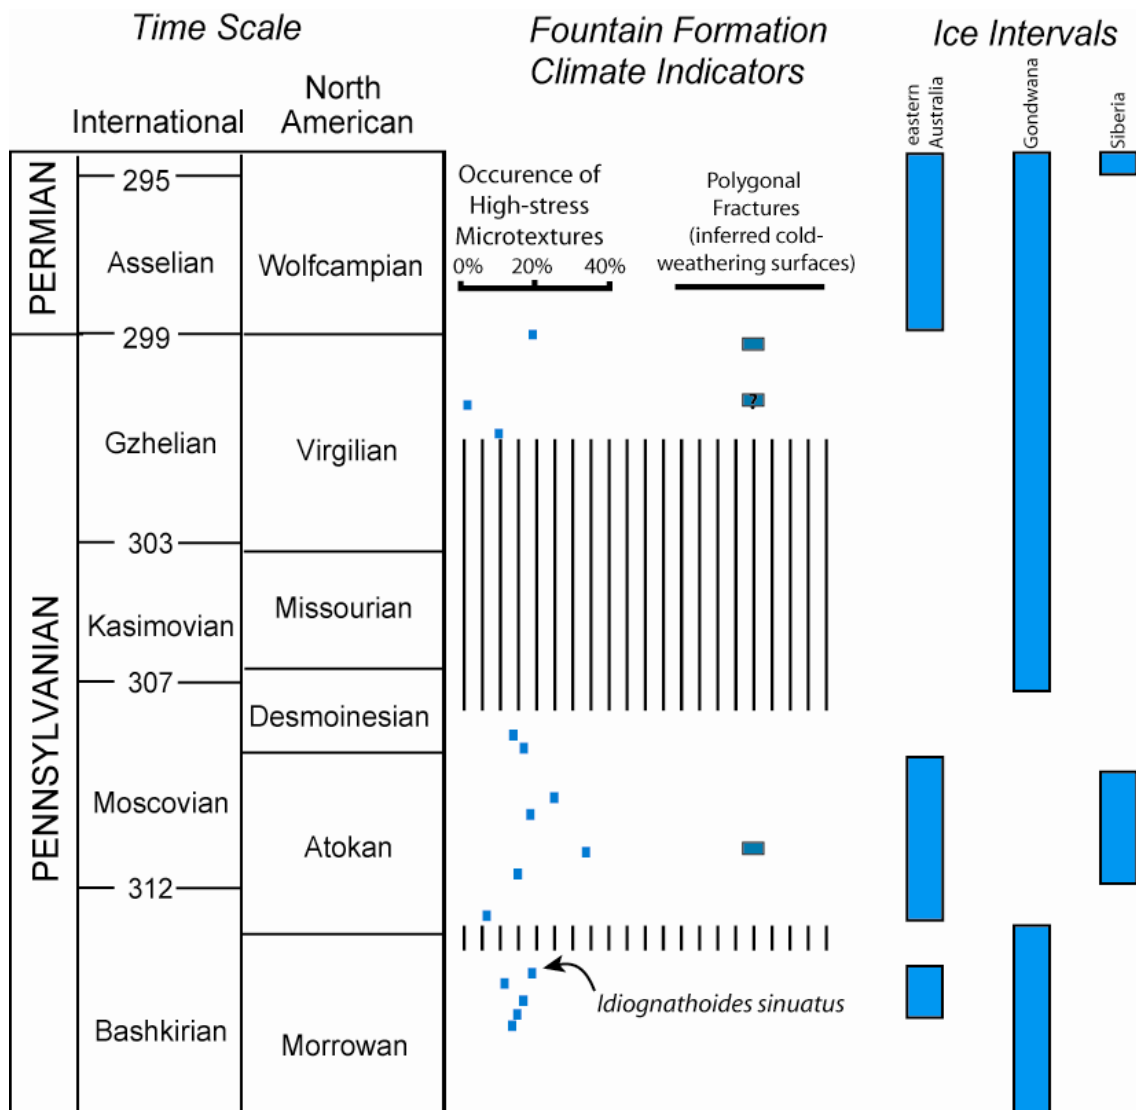 Time Scale
Fountain Formation
Climate Indicators
Ice Intervals
International
North
American
eastern
Australia
Gondwana
Siberia
PERMIAN
295
Asselian
Wolfcampian
Occurence of
High-stress
Microtextures
0% 20% 40%
Polygonal
Fractures
(inferred cold-
weathering surfaces)
299
?
Gzhelian
Virgilian
303
PENNSYLVANIAN
Missourian
Kasimovian
307
Desmoinesian
Moscovian
Atokan
312
Idiognathoides sinuatus
Bashkirian
Morrowan